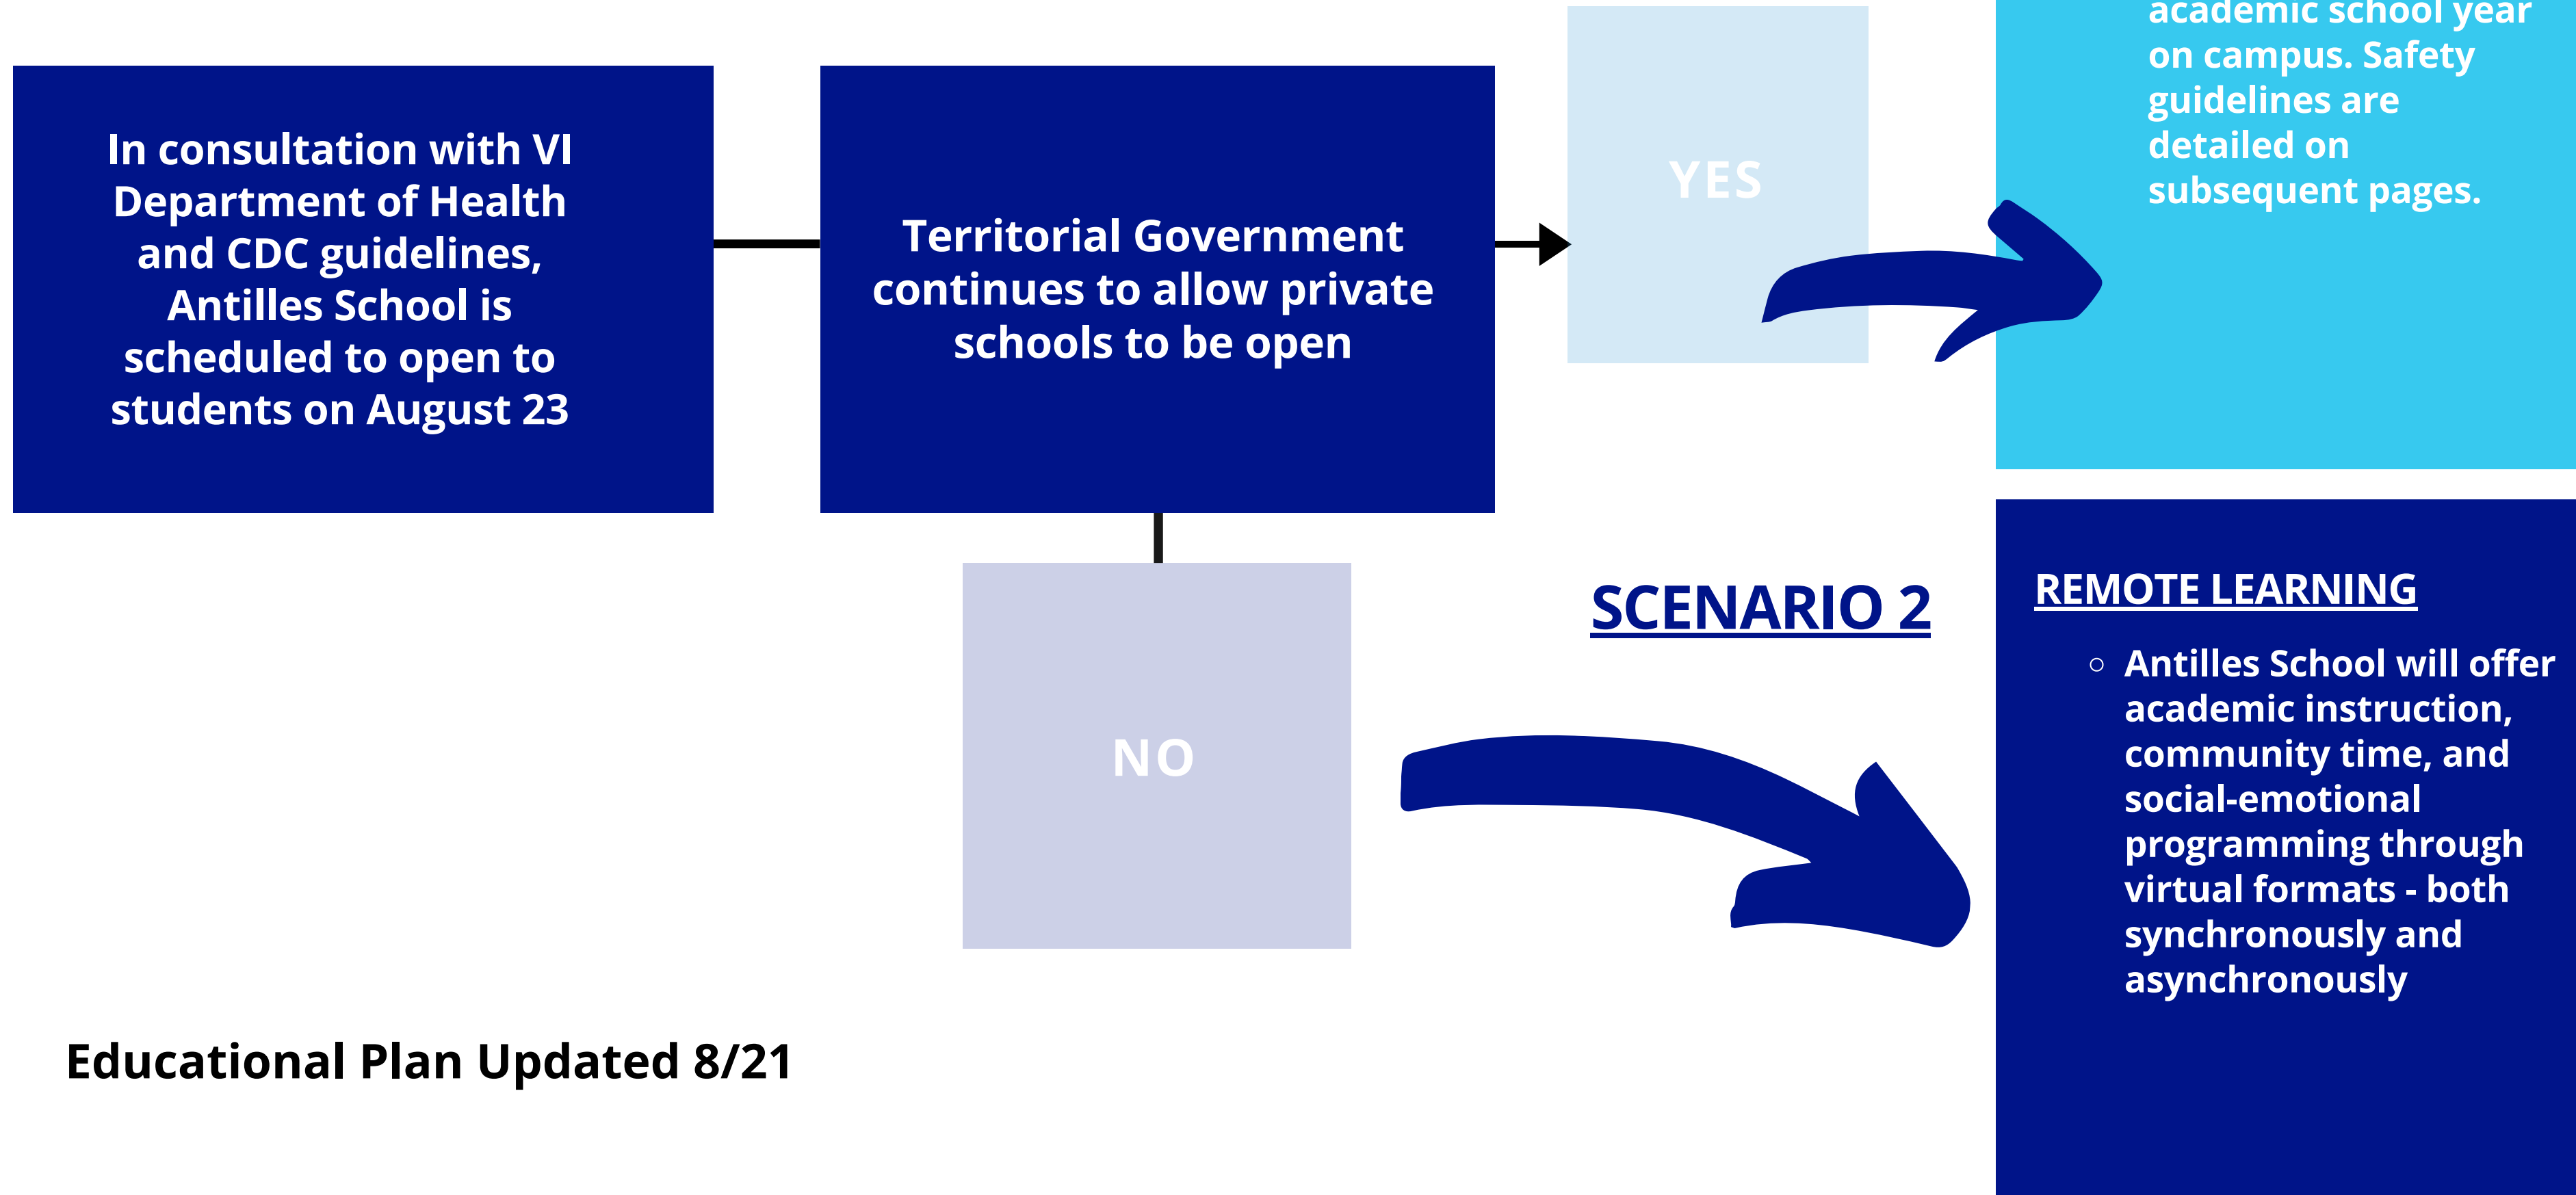 In consultation with VI
Department of Health
and CDC guidelines,
Antilles School is
scheduled to open to
students on August 23
Territorial Government
continues to allow private
schools to be open
YES
academic school year
on campus. Safety
guidelines are
detailed on
subsequent pages.
NO
SCENARIO 2
REMOTE LEARNING
○ Antilles School will offer
academic instruction,
community time, and
social-emotional
programming through
virtual formats - both
synchronously and
asynchronously
Educational Plan Updated 8/21